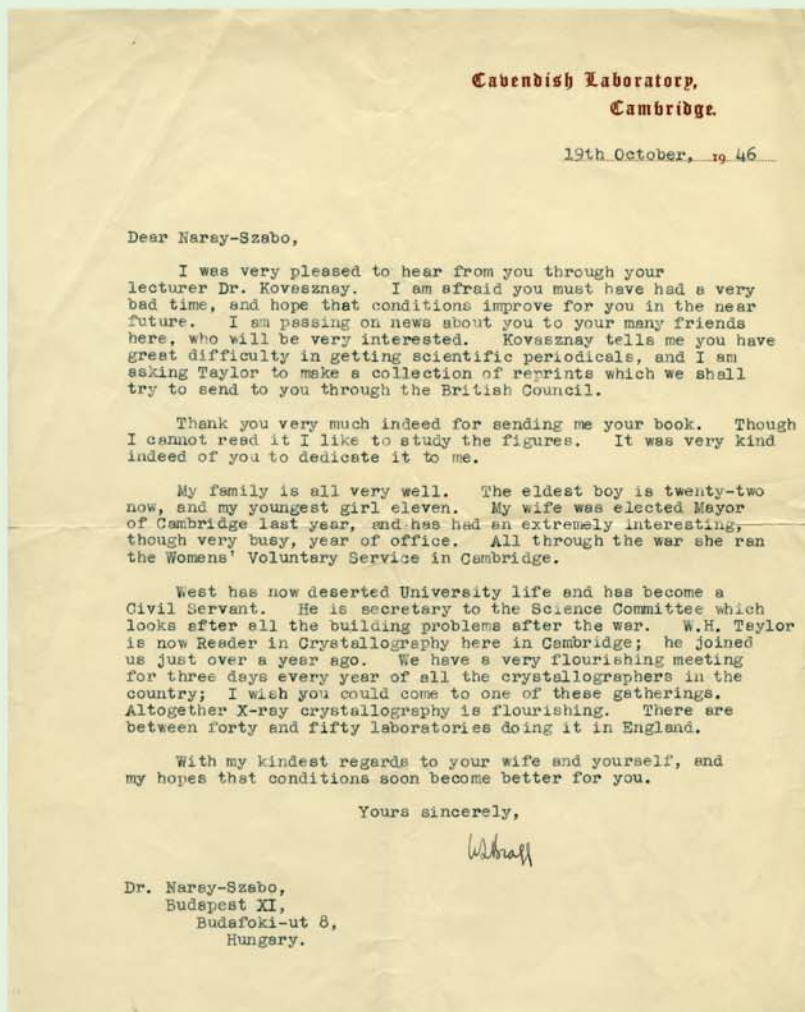 Cavendish Laboratory,
Cambridge.
19th October, 19 46
Dear Naray-Szabo,
I was very pleased to hear from you through your
lecturer Dr. Kovasznay. I am afraid you must have had a very
bad time, and hope that conditions improve for you in the near
future. I am passing on news about you to your many friends
here, who will be very interested. Kovasznay tells me you have
great difficulty in getting scientific periodicals, and I am
asking Taylor to make a collection of reprints which we shall
try to send to you through the British Council.
Thank you very much indeed for sending me your book. Though
I cannot read it I like to study the figures. It was very kind
indeed of you to dedicate it to me.
My family is all very well. The eldest boy is twenty-two
now, and my youngest girl eleven. My wife was elected Mayor
of Cambridge last year, and has had an extremely interesting,
though very busy, year of office. All through the war she ran
the Womens' Voluntary Service in Cambridge.
West has now deserted University life and has become a
Civil Servant. He is secretary to the Science Committee which
looks after all the building problems after the war. W.H. Taylor
is now Reader in Crystallography here in Cambridge; he joined
us just over a year ago. We have a very flourishing meeting
for three days every year of all the crystallographers in the
country; I wish you could come to one of these gatherings.
Altogether X-ray crystallography is flourishing. There are
between forty and fifty laboratories doing it in England.
With my kindest regards to your wife and yourself, and
my hopes that conditions soon become better for you.
Yours sincerely,
WLBragg
Dr. Naray-Szabo,
Budapest XI,
Budafoki-ut 8,
Hungary.